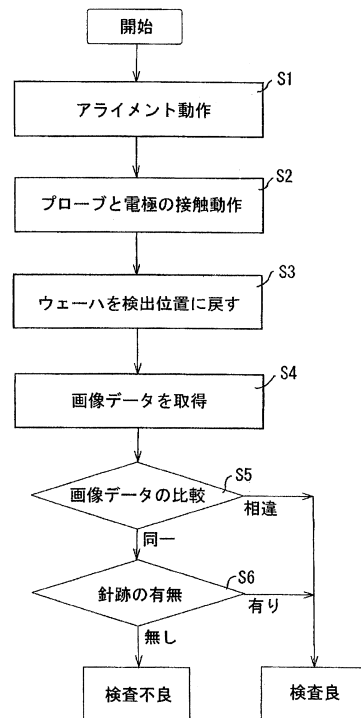 開始
S1
アライメント動作
S2
プローブと電極の接触動作
S3
ウェーハを検出位置に戻す
S4
画像データを取得
S5
画像データの比較
相違
同一
S6
針跡の有無
有り
無し
検査不良
検査良